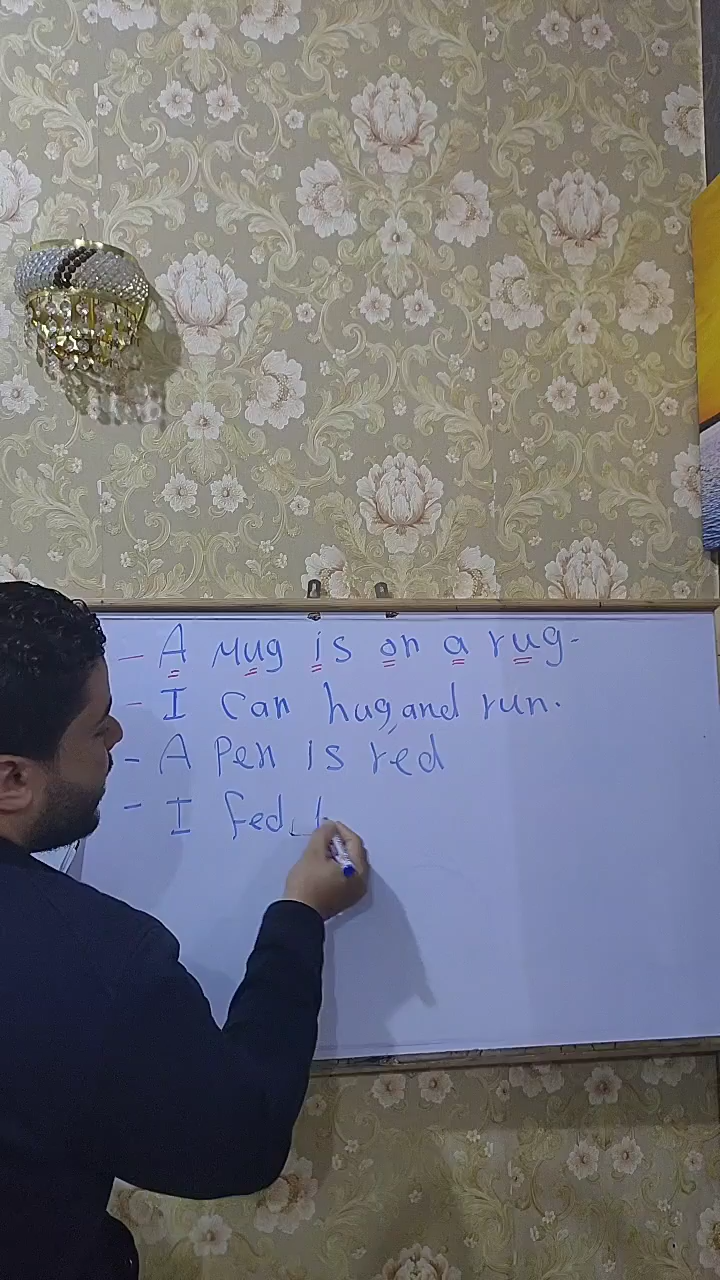 - A Mug is on a rug.
- I Can hug, and run.
- A Pen is red
- I fed